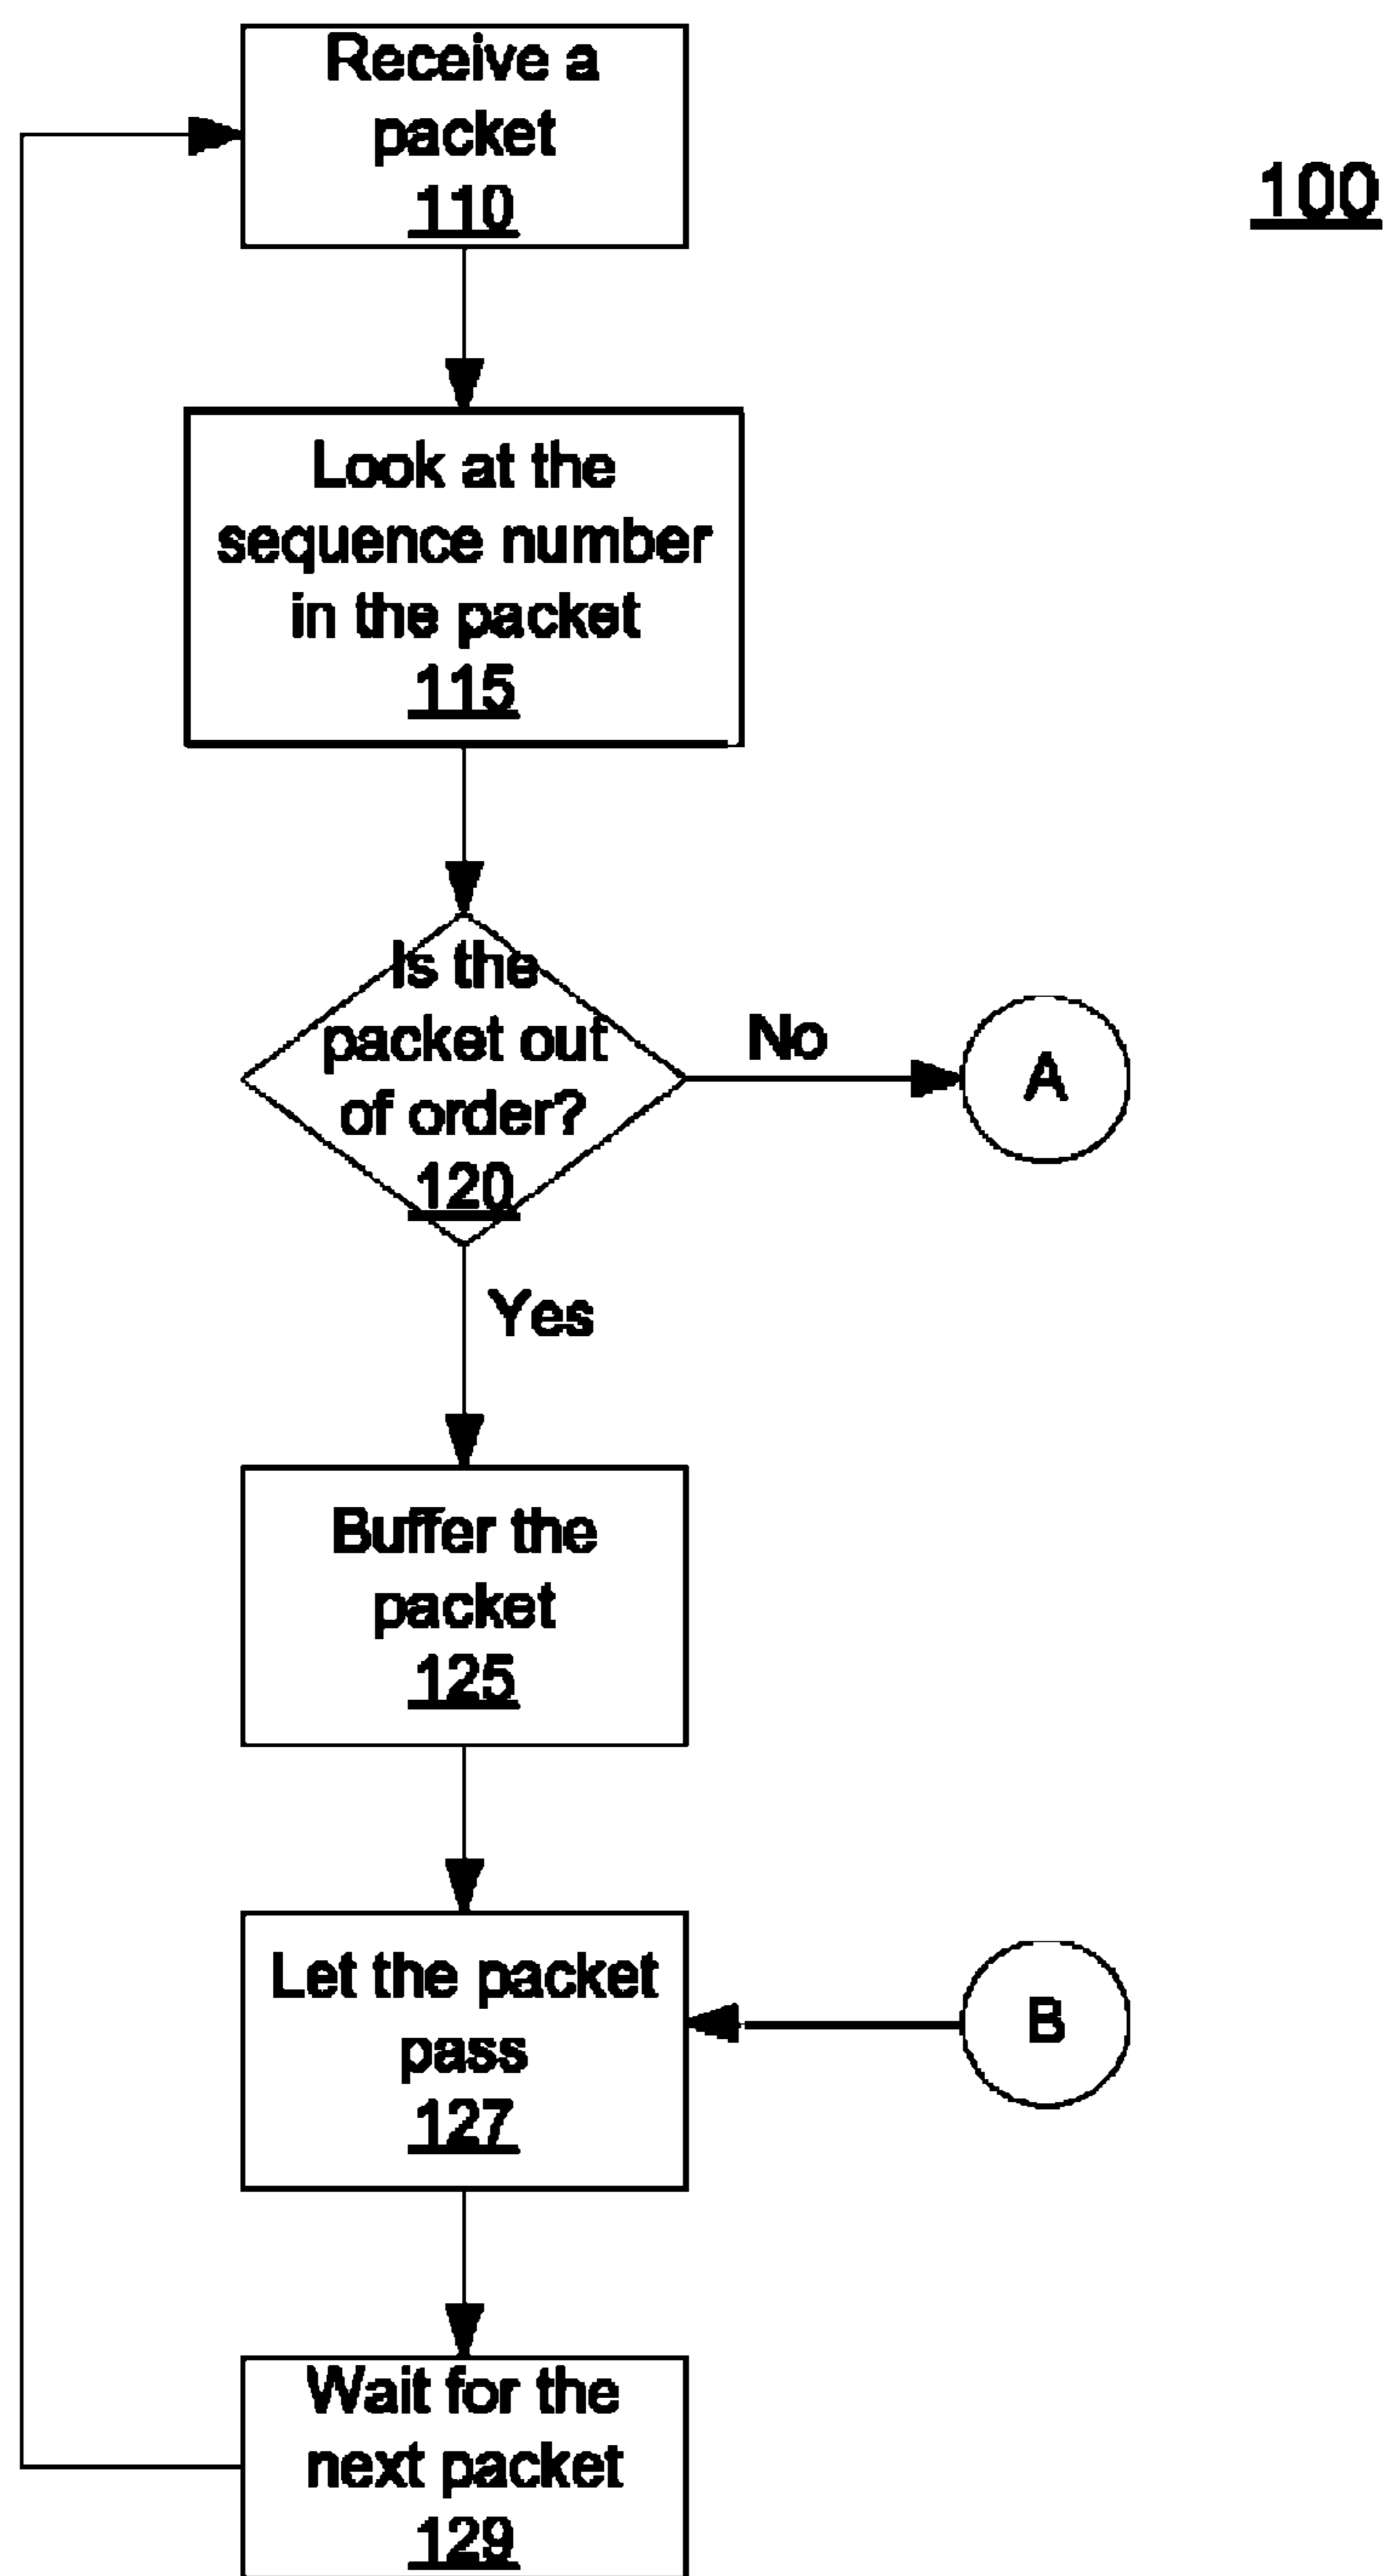 Receive a
packet
110
100
Look at the
sequence number
in the packet
115
Is the
packet out
of order?
120
No
A
Yes
Buffer the
packet
125
Let the packet
pass
127
B
Wait for the
next packet
129